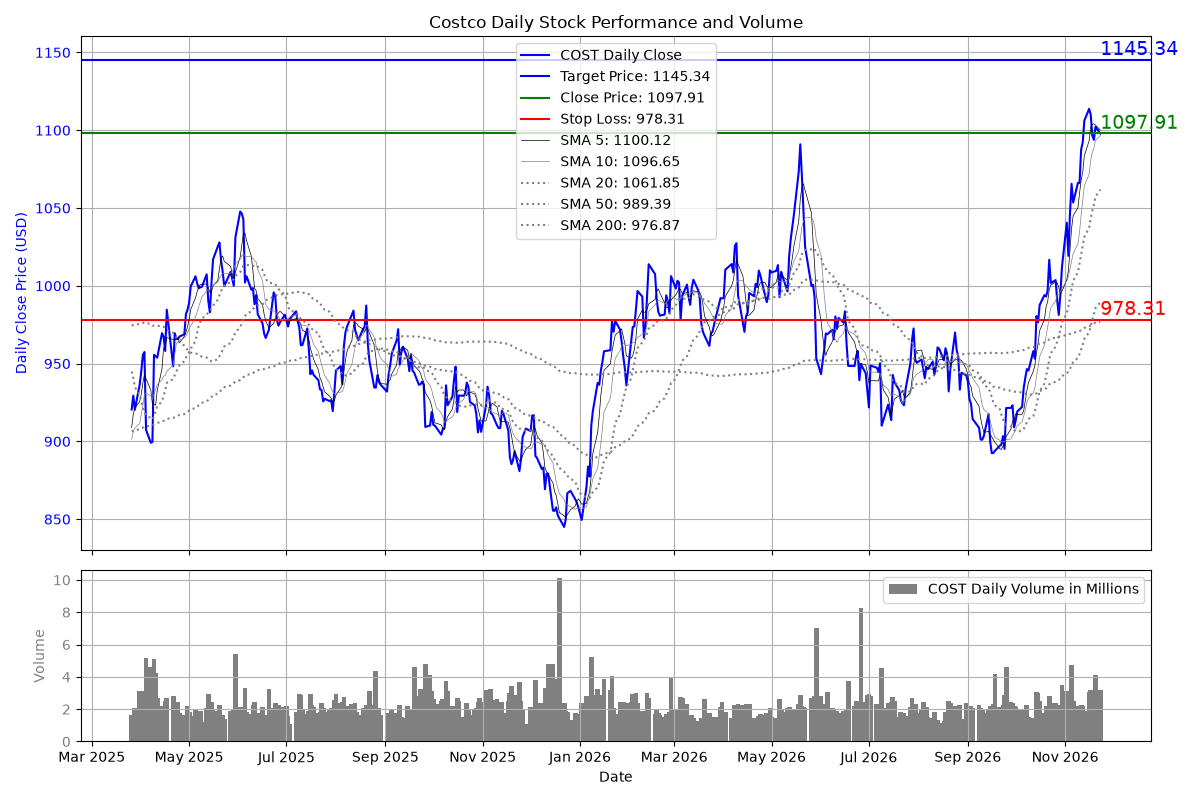 Costco Daily Stock Performance and Volume
Daily Close Price (USD)
1150
1100
1050
1000
950
900
850
COST Daily Close
Target Price: 1145.34
Close Price: 1097.91
Stop Loss: 978.31
SMA 5: 1100.12
SMA 10: 1096.65
SMA 20: 1061.85
SMA 50: 989.39
SMA 200: 976.87
1145.34
1097.91
978.31
Volume
10
8
6
4
2
0
COST Daily Volume in Millions
Mar 2025 May 2025 Jul 2025 Sep 2025 Nov 2025 Jan 2026 Mar 2026 May 2026 Jul 2026 Sep 2026 Nov 2026
Date